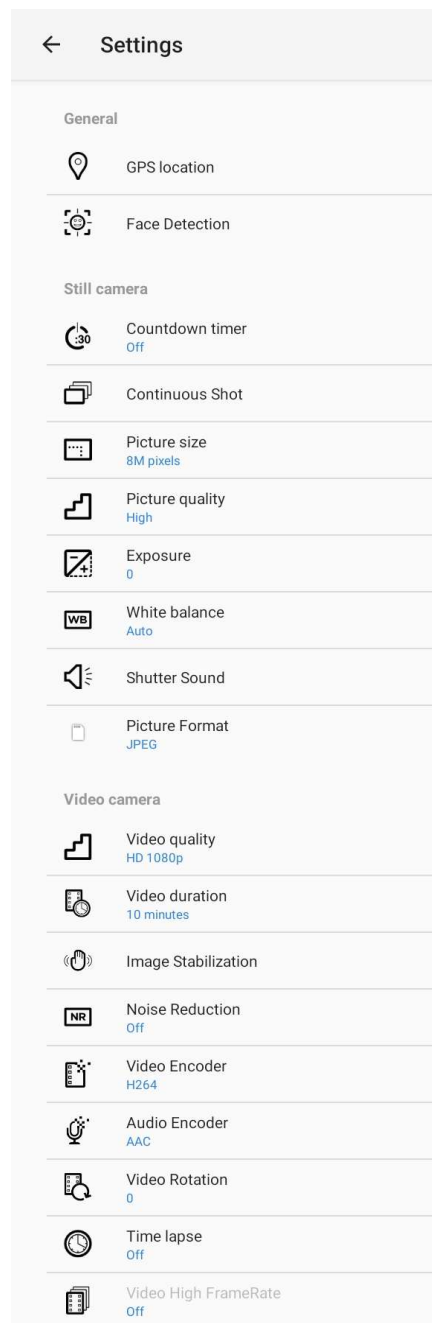 Settings
General
GPS location
Face Detection
Still camera
:30
Countdown timer
Off
Continuous Shot
Picture size
8M pixels
Picture quality
High
Exposure
0
WB
White balance
Auto
Shutter Sound
Picture Format
JPEG
Video camera
Video quality
HD 1080p
Video duration
10 minutes
Image Stabilization
NR
Noise Reduction
Off
Video Encoder
H264
Audio Encoder
AAC
Video Rotation
0
Time lapse
Off
Video High FrameRate
Off